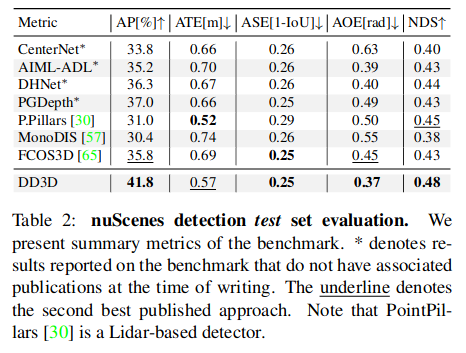 Metric AP[%]↑ ATE[m]↓ ASE[1-IoU]↓ AOE[rad]↓ NDS↑
CenterNet* 33.8 0.66 0.26 0.63 0.40
AIML-ADL* 35.2 0.70 0.26 0.39 0.43
DHNet* 36.3 0.67 0.26 0.40 0.44
PGDepth* 37.0 0.66 0.25 0.49 0.43
P.Pillars [30] 31.0 0.52 0.29 0.50 0.45
MonoDIS [57] 30.4 0.74 0.26 0.55 0.38
FCOS3D [65] 35.8 0.69 0.25 0.45 0.43
DD3D 41.8 0.57 0.25 0.37 0.48
Table 2: nuScenes detection test set evaluation. We
present summary metrics of the benchmark. * denotes re-
sults reported on the benchmark that do not have associated
publications at the time of writing. The underline denotes
the second best published approach. Note that PointPil-
lars [30] is a Lidar-based detector.